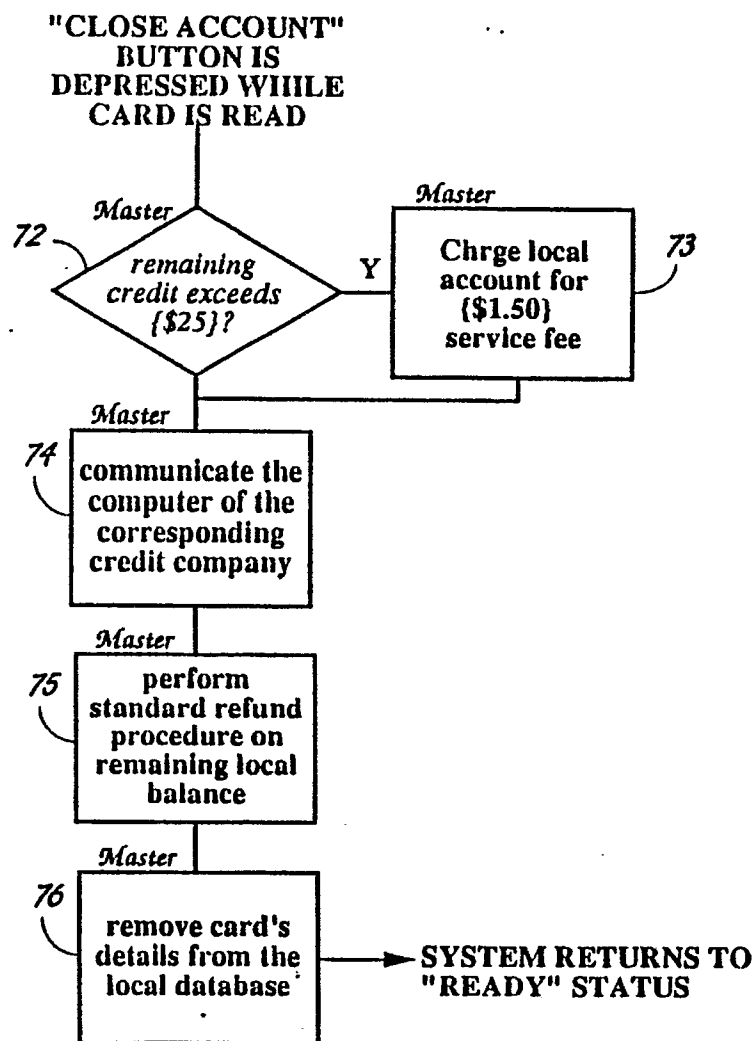 "CLOSE ACCOUNT"
BUTTON IS
DEPRESSED WHILE
CARD IS READ
Master
72
remaining
credit exceeds
{$25}?
Y
Master
73
Chrge local
account for
{$1.50}
service fee
Master
74
communicate the
computer of the
corresponding
credit company
Master
75
perform
standard refund
procedure on
remaining local
balance
Master
76
remove card's
details from the
local database
SYSTEM RETURNS TO
"READY" STATUS